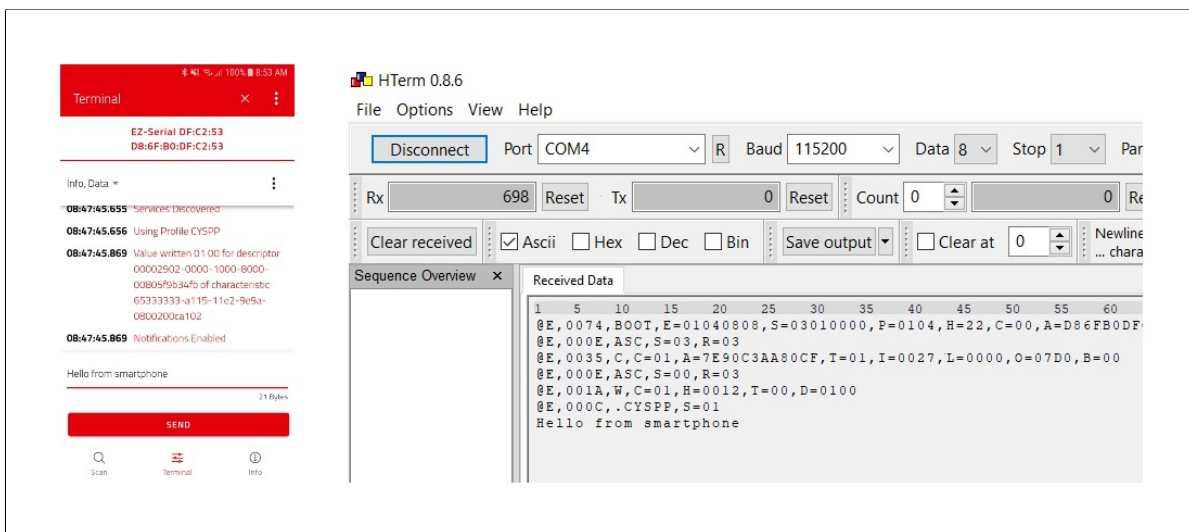 100% 8:53 AM
Terminal
EZ-Serial DF:C2:53
D8:6F:B0:DF:C2:53
Info, Data
08:47:45.655 Services Discovered
08:47:45.656 Using Profile CYSPP
08:47:45.869 Value written 01 00 for descriptor
00002902-0000-1000-8000-
00805f9b34fb of characteristic
65333333-a115-11e2-9e9a-
0800200ca102
08:47:45.869 Notifications Enabled
Hello from smartphone
21 Bytes
SEND
Scan Terminal Info
HTerm 0.8.6
File Options View Help
Disconnect Port COM4 R Baud 115200 Data 8 Stop 1 Par
Rx 698 Reset Tx 0 Reset Count 0 0 Re
Clear received Ascii Hex Dec Bin Save output Clear at 0 Newline
... chara
Sequence Overview × Received Data
1 5 10 15 20 25 30 35 40 45 50 55 60
@E,0074,BOOT,E=01040808,S=03010000,P=0104,H=22,C=00,A=D86FB0DF
@E,000E,ASC,S=03,R=03
@E,0035,C,C=01,A=7E90C3AA80CF,T=01,I=0027,L=0000,O=07D0,B=00
@E,000E,ASC,S=00,R=03
@E,001A,W,C=01,H=0012,T=00,D=0100
@E,000C,.CYSPP,S=01
Hello from smartphone